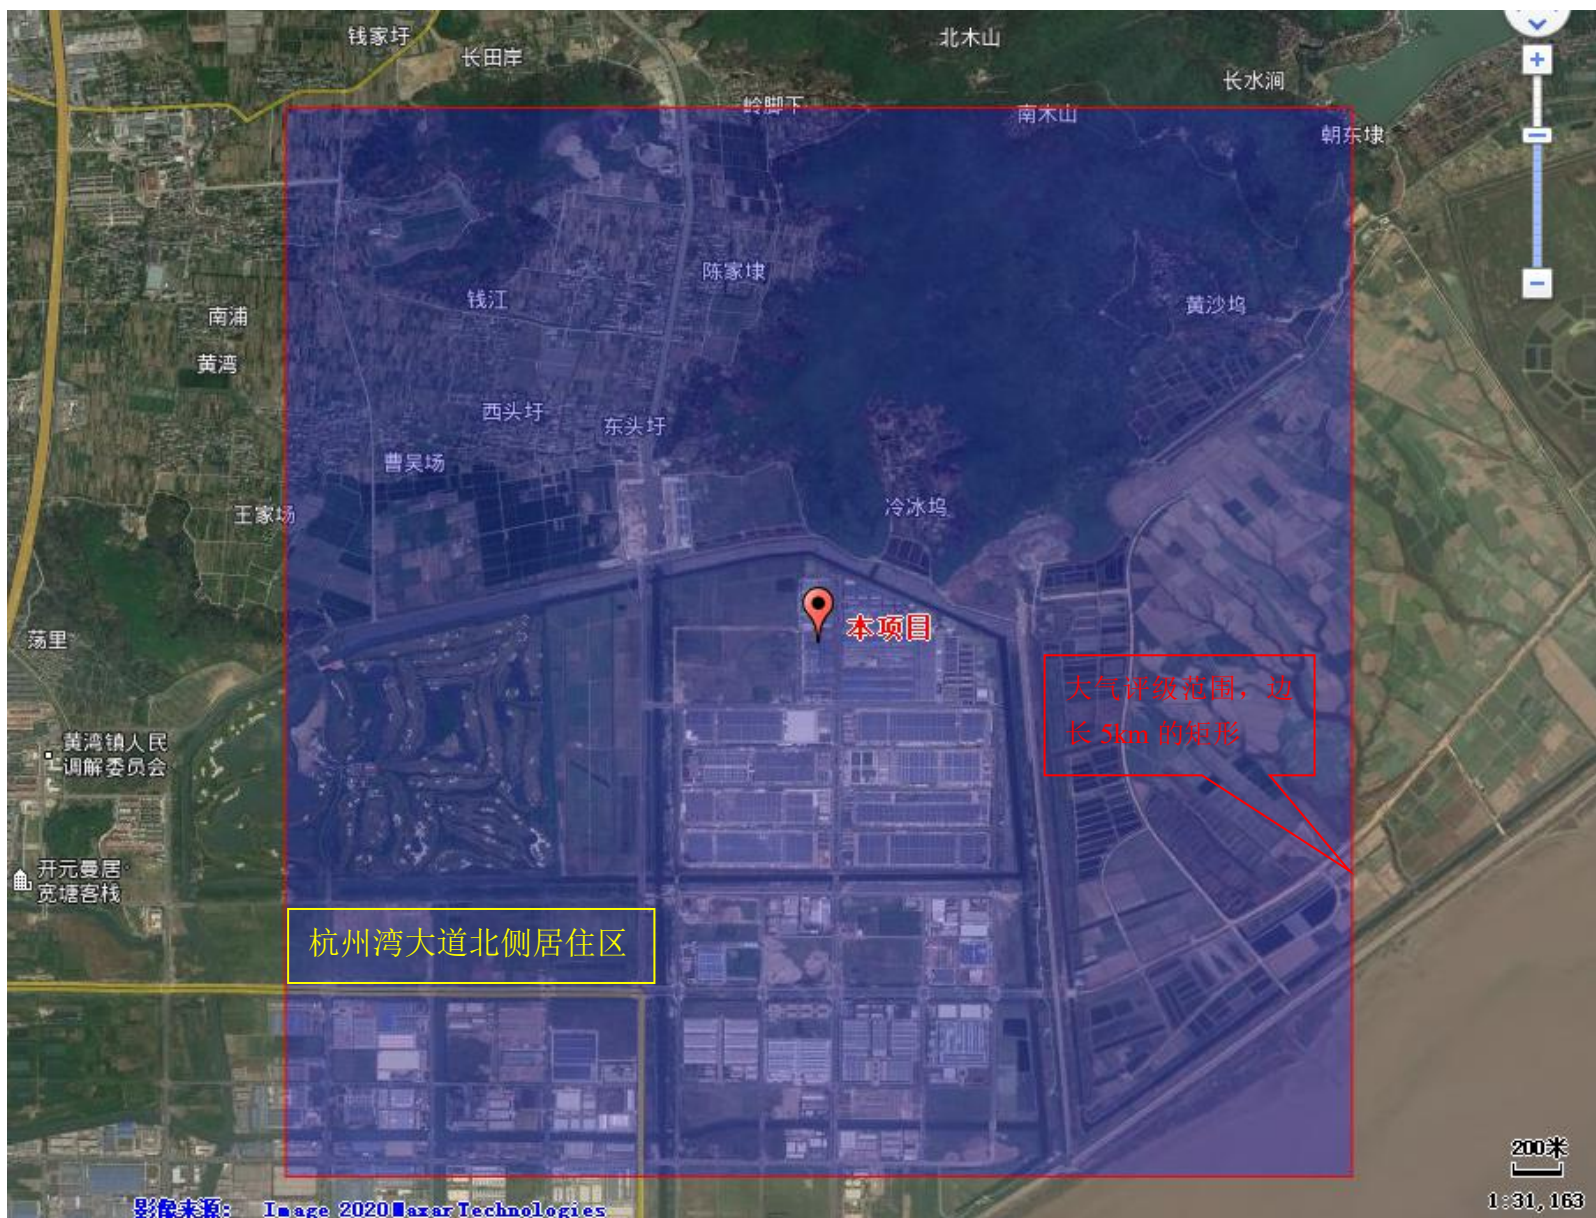 钱家圩
长田岸
北木山
长水涧
岭脚下
南木山
朝东埭
陈家埭
钱江
黄沙坞
南浦
黄湾
西头圩
东头圩
曹吴场
冷冰坞
王家场
本项目
荡里
大气评级范围，边
长 5km 的矩形
黄湾镇人民
调解委员会
开元曼居·
宽塘客栈
杭州湾大道北侧居住区
200米
1:31,163
影像来源： Image 2020 Maxar Technologies